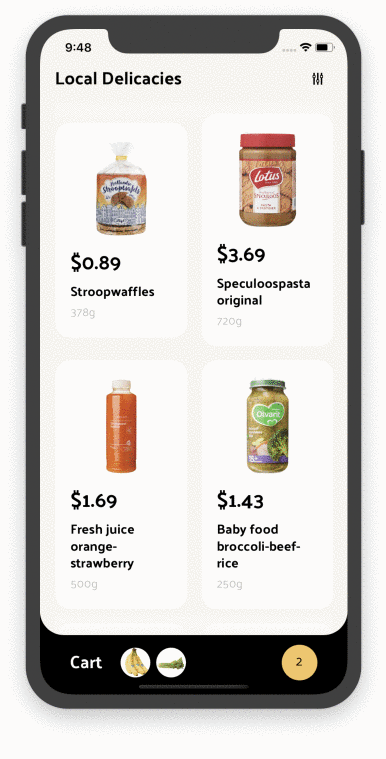 9:48
Local Delicacies
Stroopwafels
Lotus
$0.89
Stroopwaffles
378g
$3.69
Speculoospasta
original
720g
Olvarit
$1.69
Fresh juice
orange-
strawberry
500g
$1.43
Baby food
broccoli-beef-
rice
250g
Cart
2